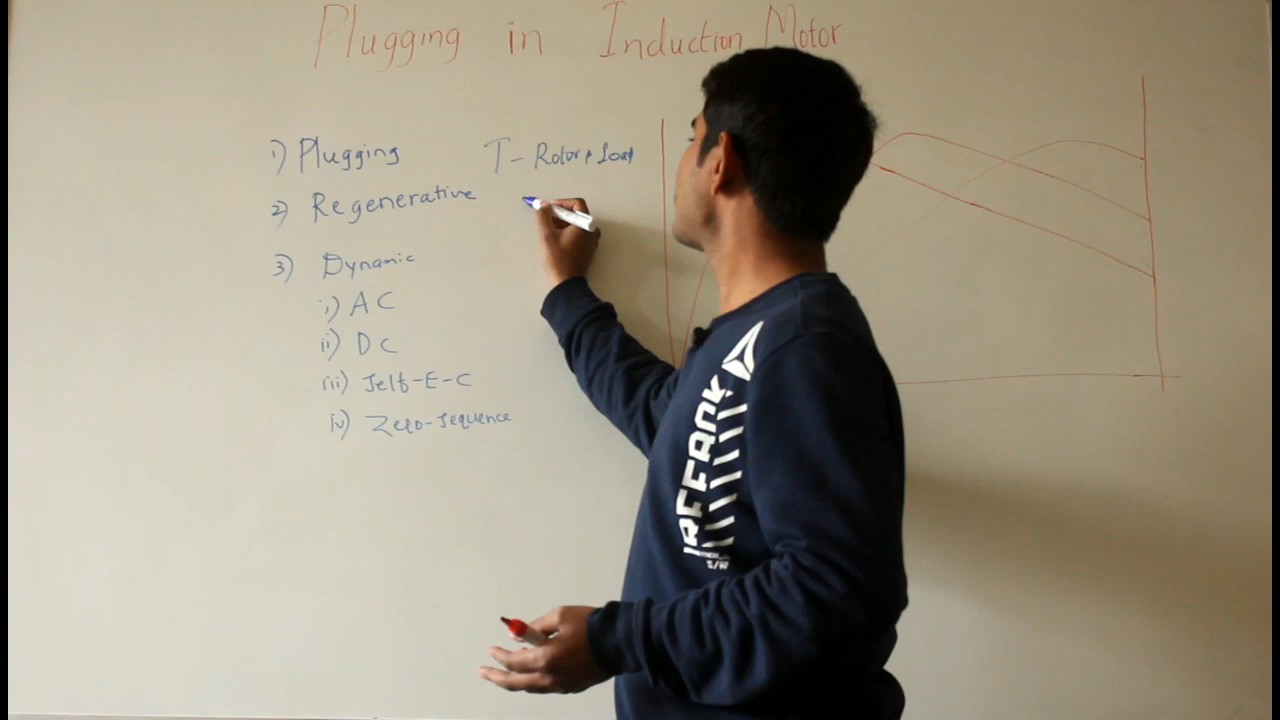 Plugging in Induction Motor
1) Plugging T- Rotor, Load
2) Regenerative
3) Dynamic
i) AC
ii) DC
iii) Self-E-C
iv) Zero-sequence
REEBOK